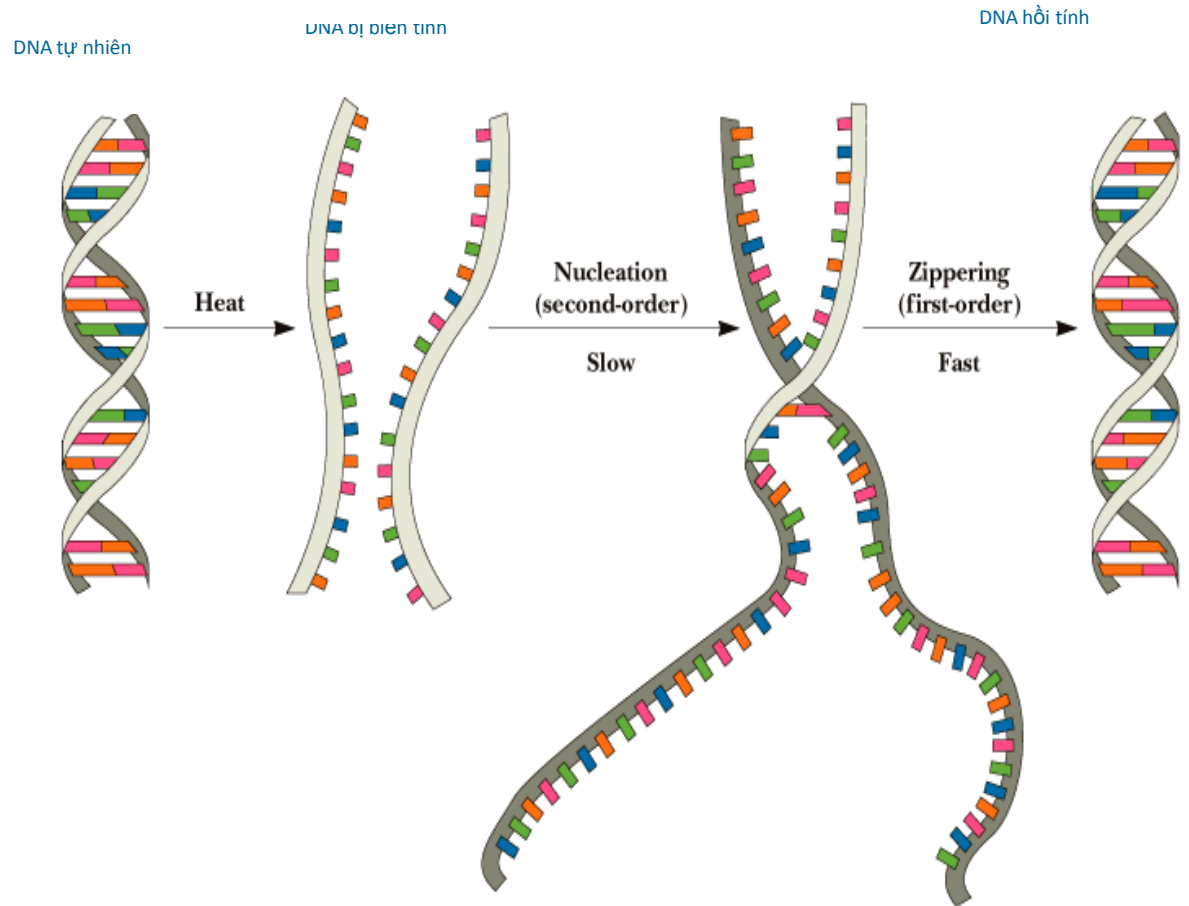 DNA tự nhiên
DNA bị biến tính
DNA hồi tính
Heat
Nucleation
(second-order)
Slow
Zippering
(first-order)
Fast